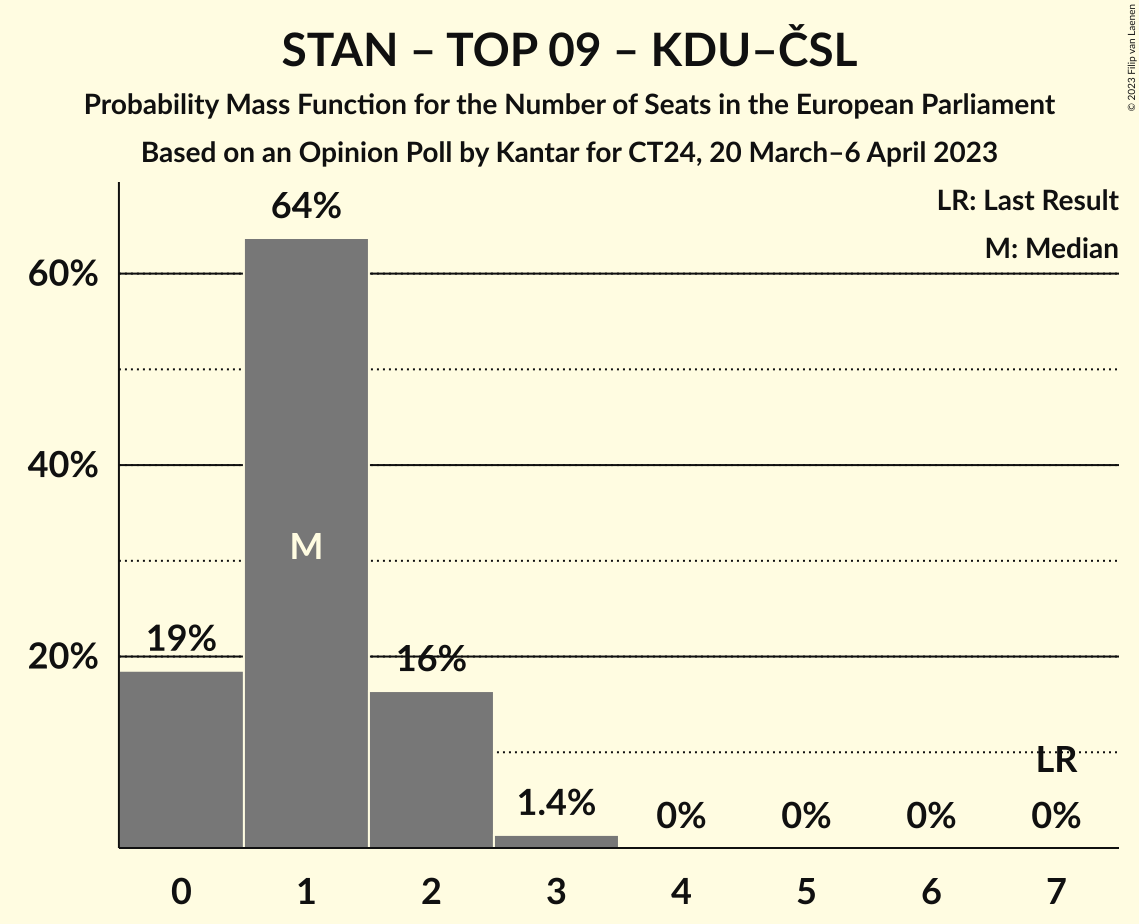 STAN – TOP 09 – KDU–ČSL
Probability Mass Function for the Number of Seats in the European Parliament
Based on an Opinion Poll by Kantar for CT24, 20 March–6 April 2023
© 2023 Filip van Laenen
LR: Last Result
M: Median
64%
60%
40%
M
19%
20%
16%
LR
1.4%
0%
0%
0%
0%
0
1
2
3
4
5
6
7